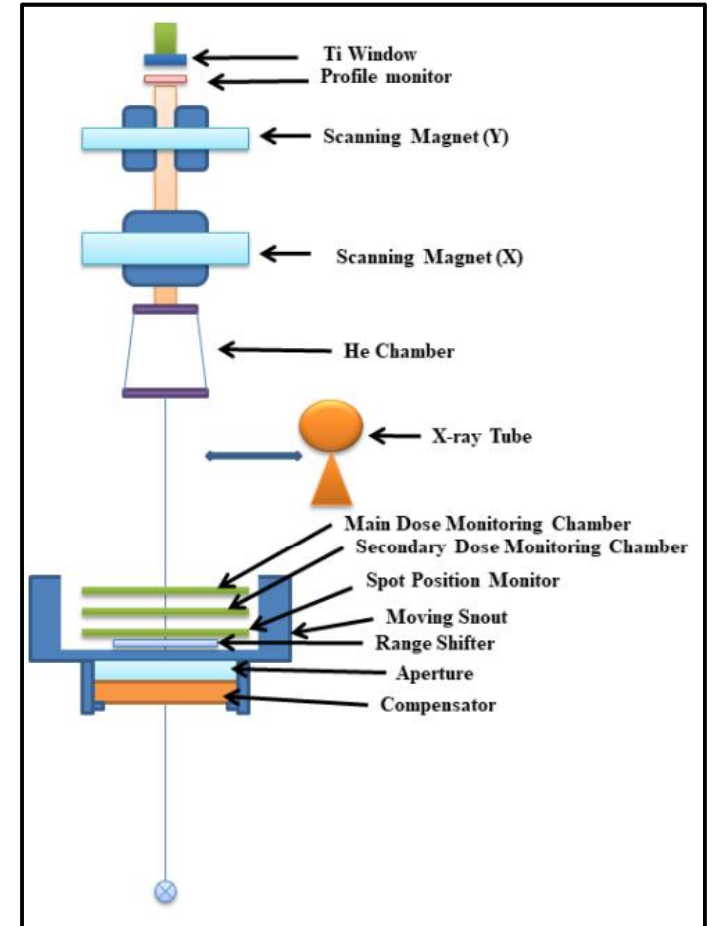 Ti Window
Profile monitor
Scanning Magnet (Y)
Scanning Magnet (X)
He Chamber
X-ray Tube
Main Dose Monitoring Chamber
Secondary Dose Monitoring Chamber
Spot Position Monitor
Moving Snout
Range Shifter
Aperture
Compensator